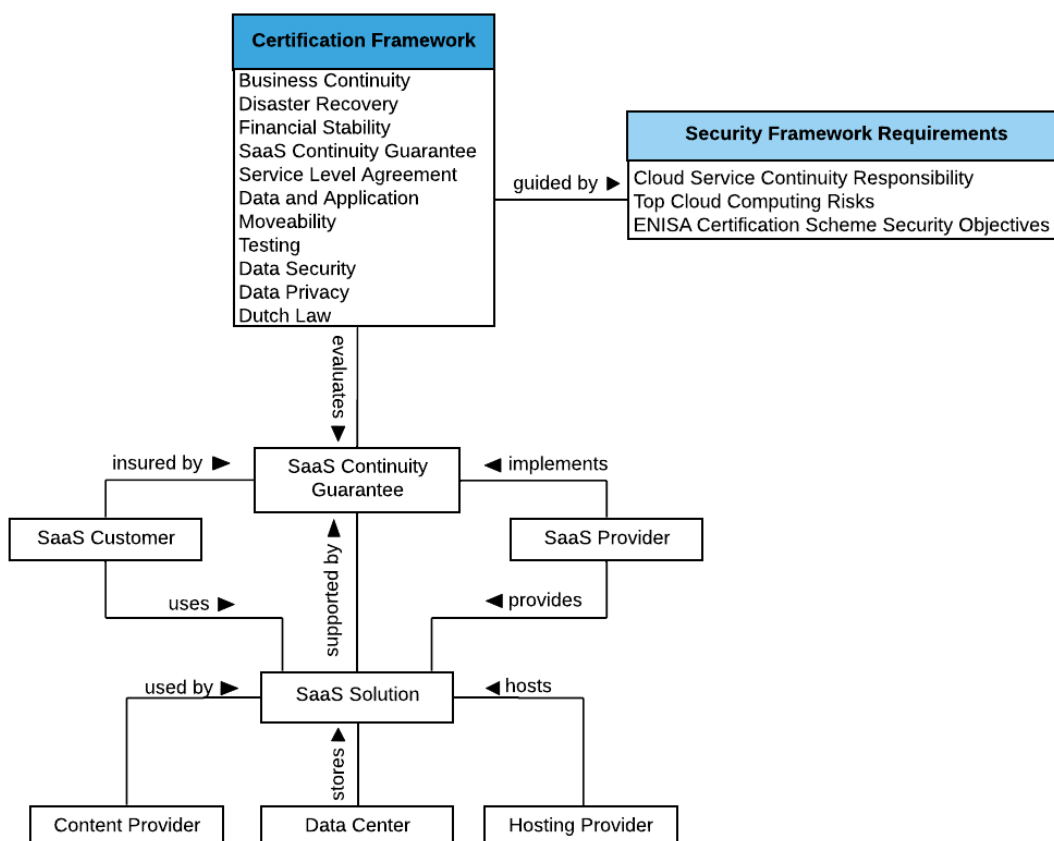 Certification Framework
Business Continuity
Disaster Recovery
Financial Stability
SaaS Continuity Guarantee
Service Level Agreement
Data and Application
Moveability
Testing
Data Security
Data Privacy
Dutch Law
guided by ▶
Security Framework Requirements
Cloud Service Continuity Responsibility
Top Cloud Computing Risks
ENISA Certification Scheme Security Objectives
evaluates ▶
insured by ▶
SaaS Continuity
Guarantee
◀ implements
SaaS Customer
SaaS Provider
uses ▶
supported by ▶
◀ provides
used by ▶
SaaS Solution
◀ hosts
stores ▶
Content Provider
Data Center
Hosting Provider